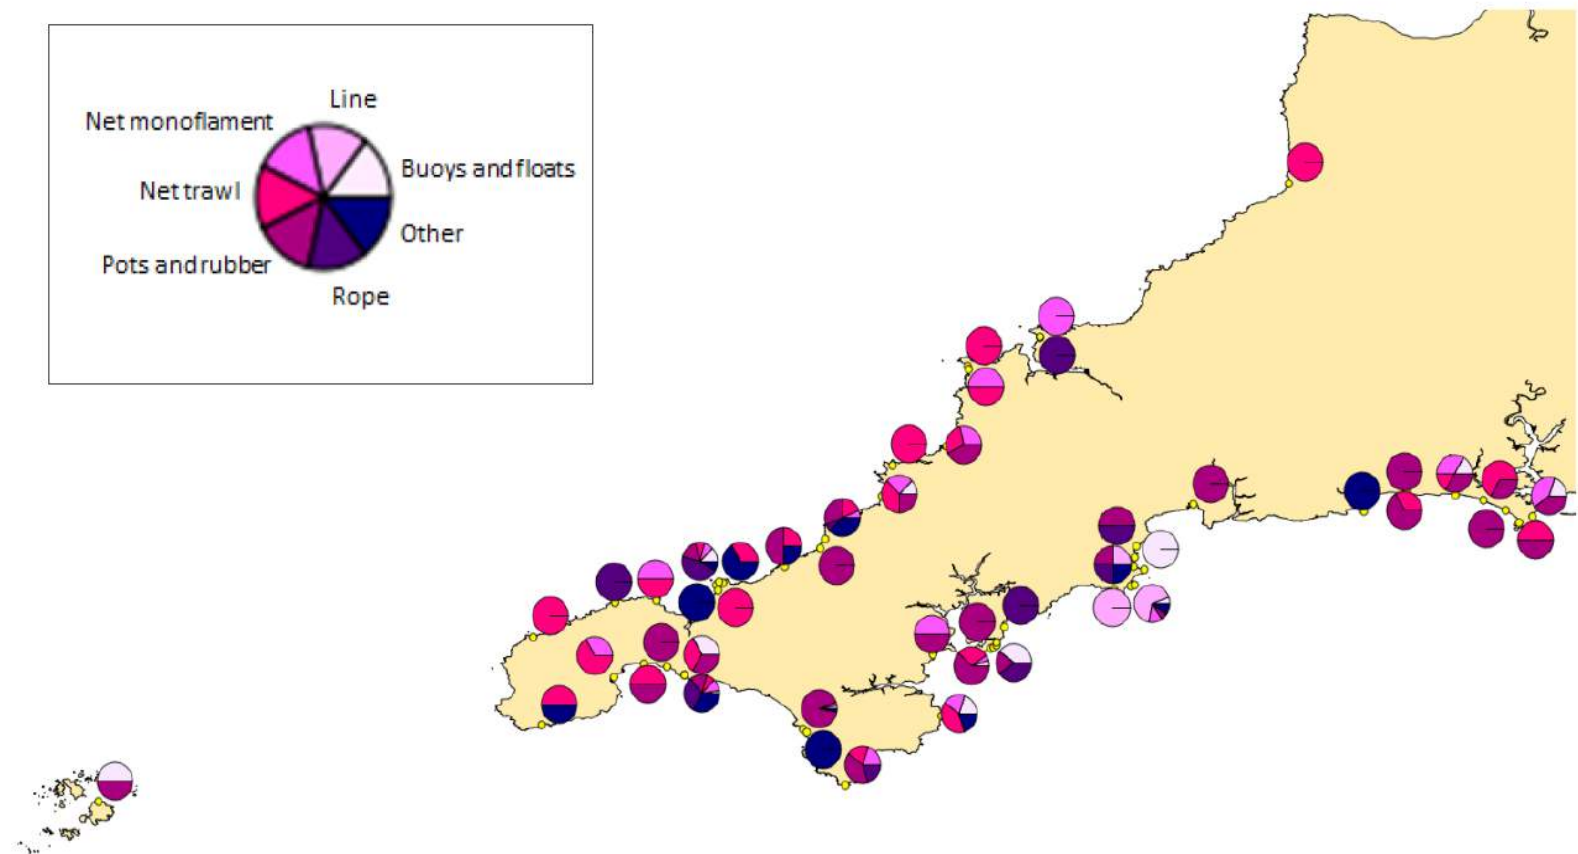 Line
Net monoflament
Buoys and floats
Net trawl
Other
Pots and rubber
Rope